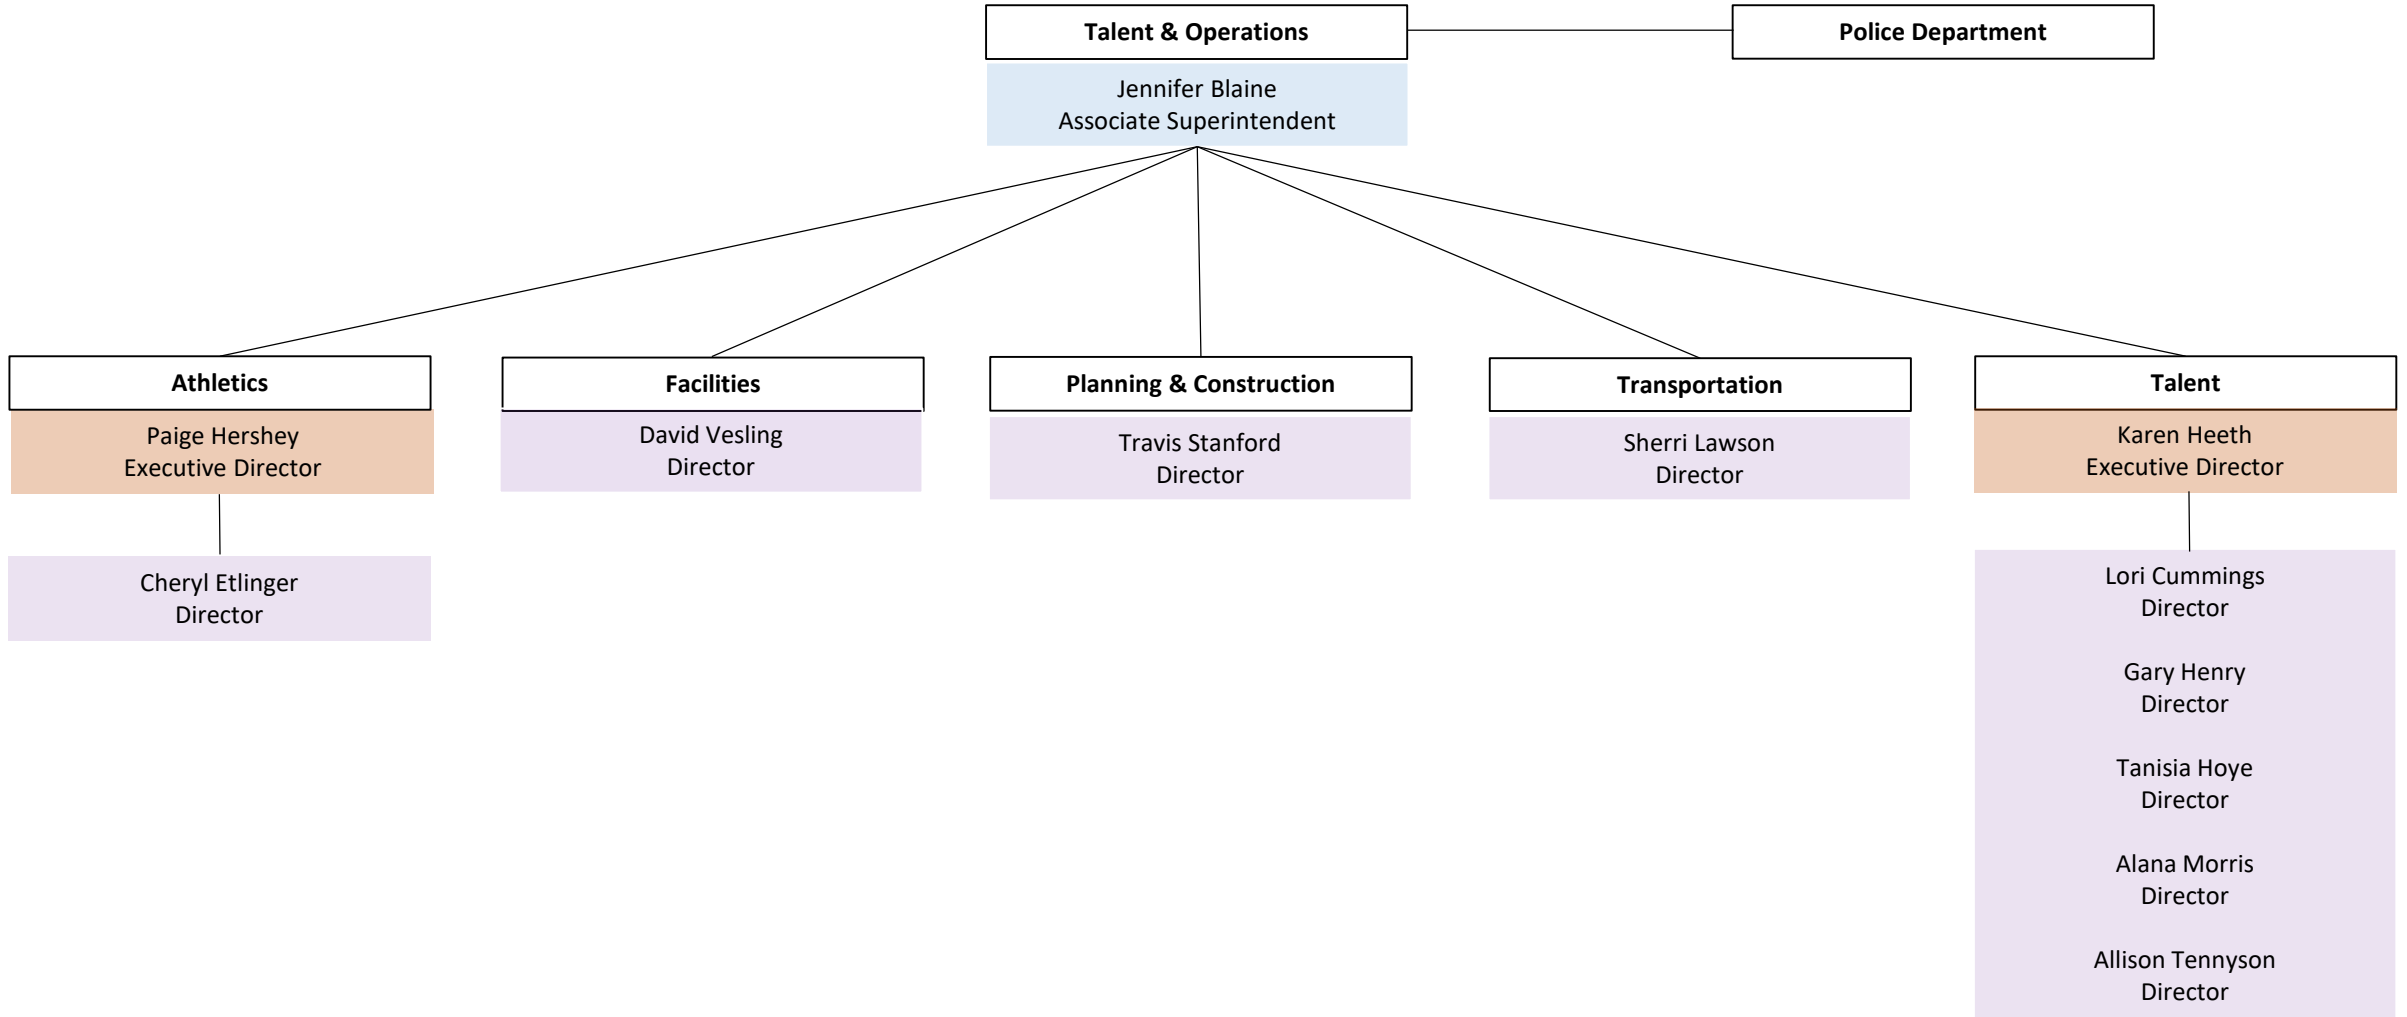 Talent & Operations
Police Department
Jennifer Blaine
Associate Superintendent
Athletics
Paige Hershey
Executive Director
Cheryl Etlinger
Director
Facilities
David Vesling
Director
Planning & Construction
Travis Stanford
Director
Transportation
Sherri Lawson
Director
Talent
Karen Heeth
Executive Director
Lori Cummings
Director
Gary Henry
Director
Tanisia Hoye
Director
Alana Morris
Director
Allison Tennyson
Director